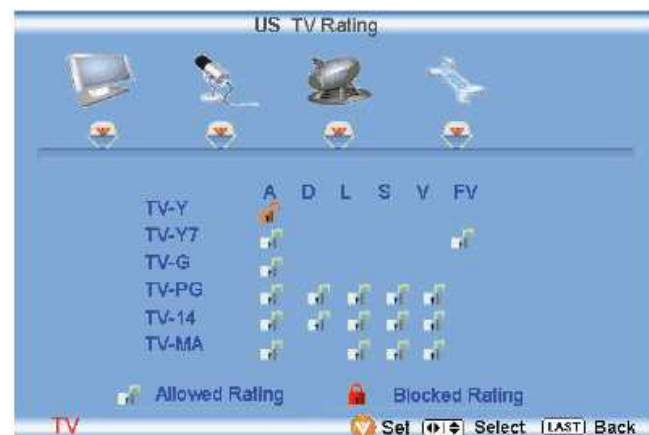 US TV Rating
A D L S V FV
TV-Y
TV-Y7
TV-G
TV-PG
TV-14
TV-MA
Allowed Rating Blocked Rating
TV Set Select LAST Back